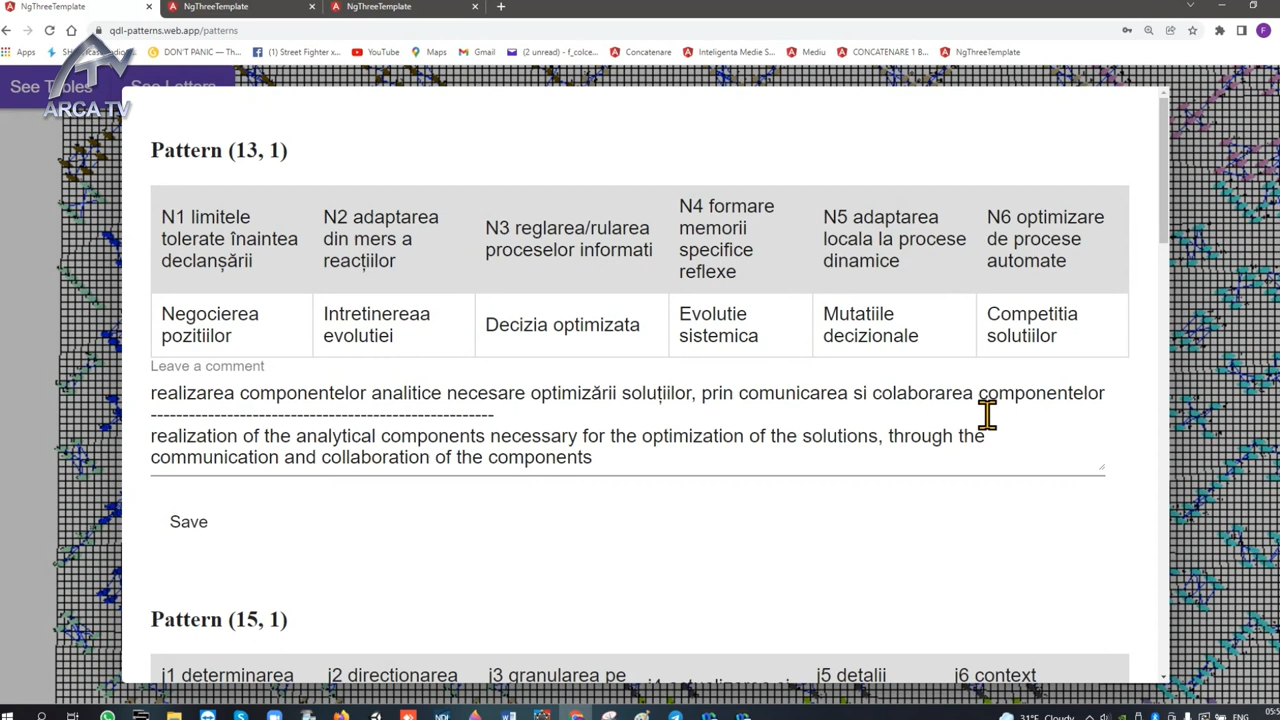 NgThreeTemplate
NgThreeTemplate
NgThreeTemplate
qdl-patterns.web.app/patterns
F
Apps
DON'T PANIC — Th...
(1) Street Fighter x...
YouTube
Maps
Gmail
(2 unread) - f_colce...
Concatenare
Inteligenta Medie S...
Mediu
CONCATENARE 1 B...
NgThreeTemplate
See Tables
See Letters
ARCA TV
Pattern (13, 1)
N1 limitele
tolerate înaintea
declanșării
N2 adaptarea
din mers a
reacțiilor
N3 reglarea/rularea
proceselor informati
N4 formare
memorii
specifice
reflexe
N5 adaptarea
locala la procese
dinamice
N6 optimizare
de procese
automate
Negocierea
pozitiilor
Intretinereaa
evolutiei
Decizia optimizata
Evolutie
sistemica
Mutatiile
decizionale
Competitia
solutiilor
Leave a comment
realizarea componentelor analitice necesare optimizării soluțiilor, prin comunicarea si colaborarea componentelor
------------------------------------------------------
realization of the analytical components necessary for the optimization of the solutions, through the
communication and collaboration of the components
Save
Pattern (15, 1)
j1 determinarea
j2 directionarea
j3 granularea pe
j5 detalii
j6 context
31°F Cloudy
ENG